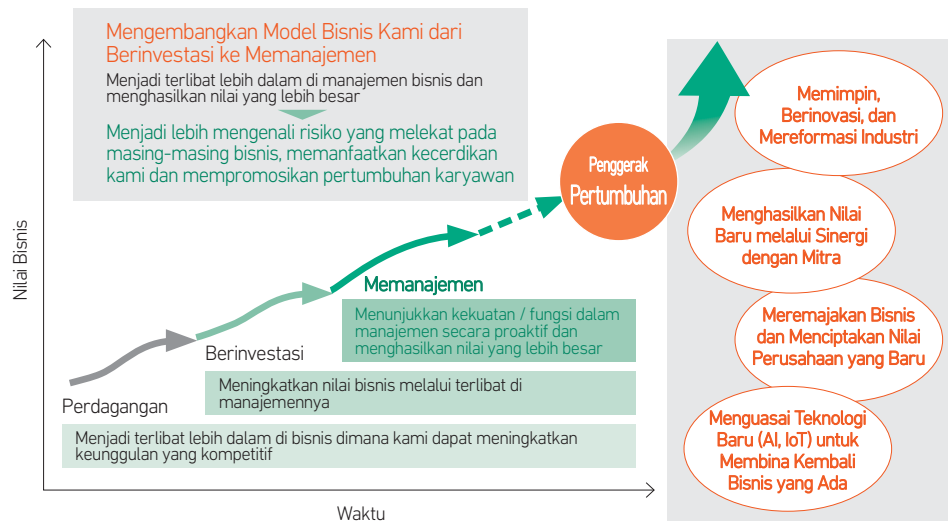 Mengembangkan Model Bisnis Kami dari
Berinvestasi ke Memanajemen
Menjadi terlibat lebih dalam di manajemen bisnis dan
menghasilkan nilai yang lebih besar
Menjadi lebih mengenali risiko yang melekat pada
masing-masing bisnis, memanfaatkan kecerdikan
kami dan mempromosikan pertumbuhan karyawan
Nilai Bisnis
Penggerak
Pertumbuhan
Memanajemen
Menunjukkan kekuatan / fungsi dalam
manajemen secara proaktif dan
menghasilkan nilai yang lebih besar
Berinvestasi
Meningkatkan nilai bisnis melalui terlibat di
manajemennya
Perdagangan
Menjadi terlibat lebih dalam di bisnis dimana kami dapat meningkatkan
keunggulan yang kompetitif
Waktu
Memimpin,
Berinovasi, dan
Mereformasi Industri
Menghasilkan Nilai
Baru melalui Sinergi
dengan Mitra
Meremajakan Bisnis
dan Menciptakan Nilai
Perusahaan yang Baru
Menguasai Teknologi
Baru (AI, IoT) untuk
Membina Kembali
Bisnis yang Ada